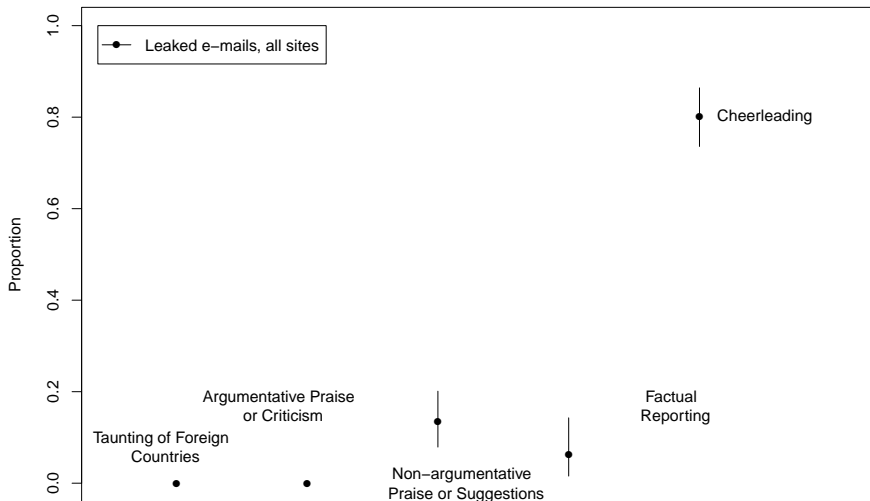 1.0
Leaked e−mails, all sites
0.8
Cheerleading
0.6
Proportion
0.4
0.2
Argumentative Praise
or Criticism
Factual
Reporting
Taunting of Foreign
Countries
Non−argumentative
Praise or Suggestions
0.0